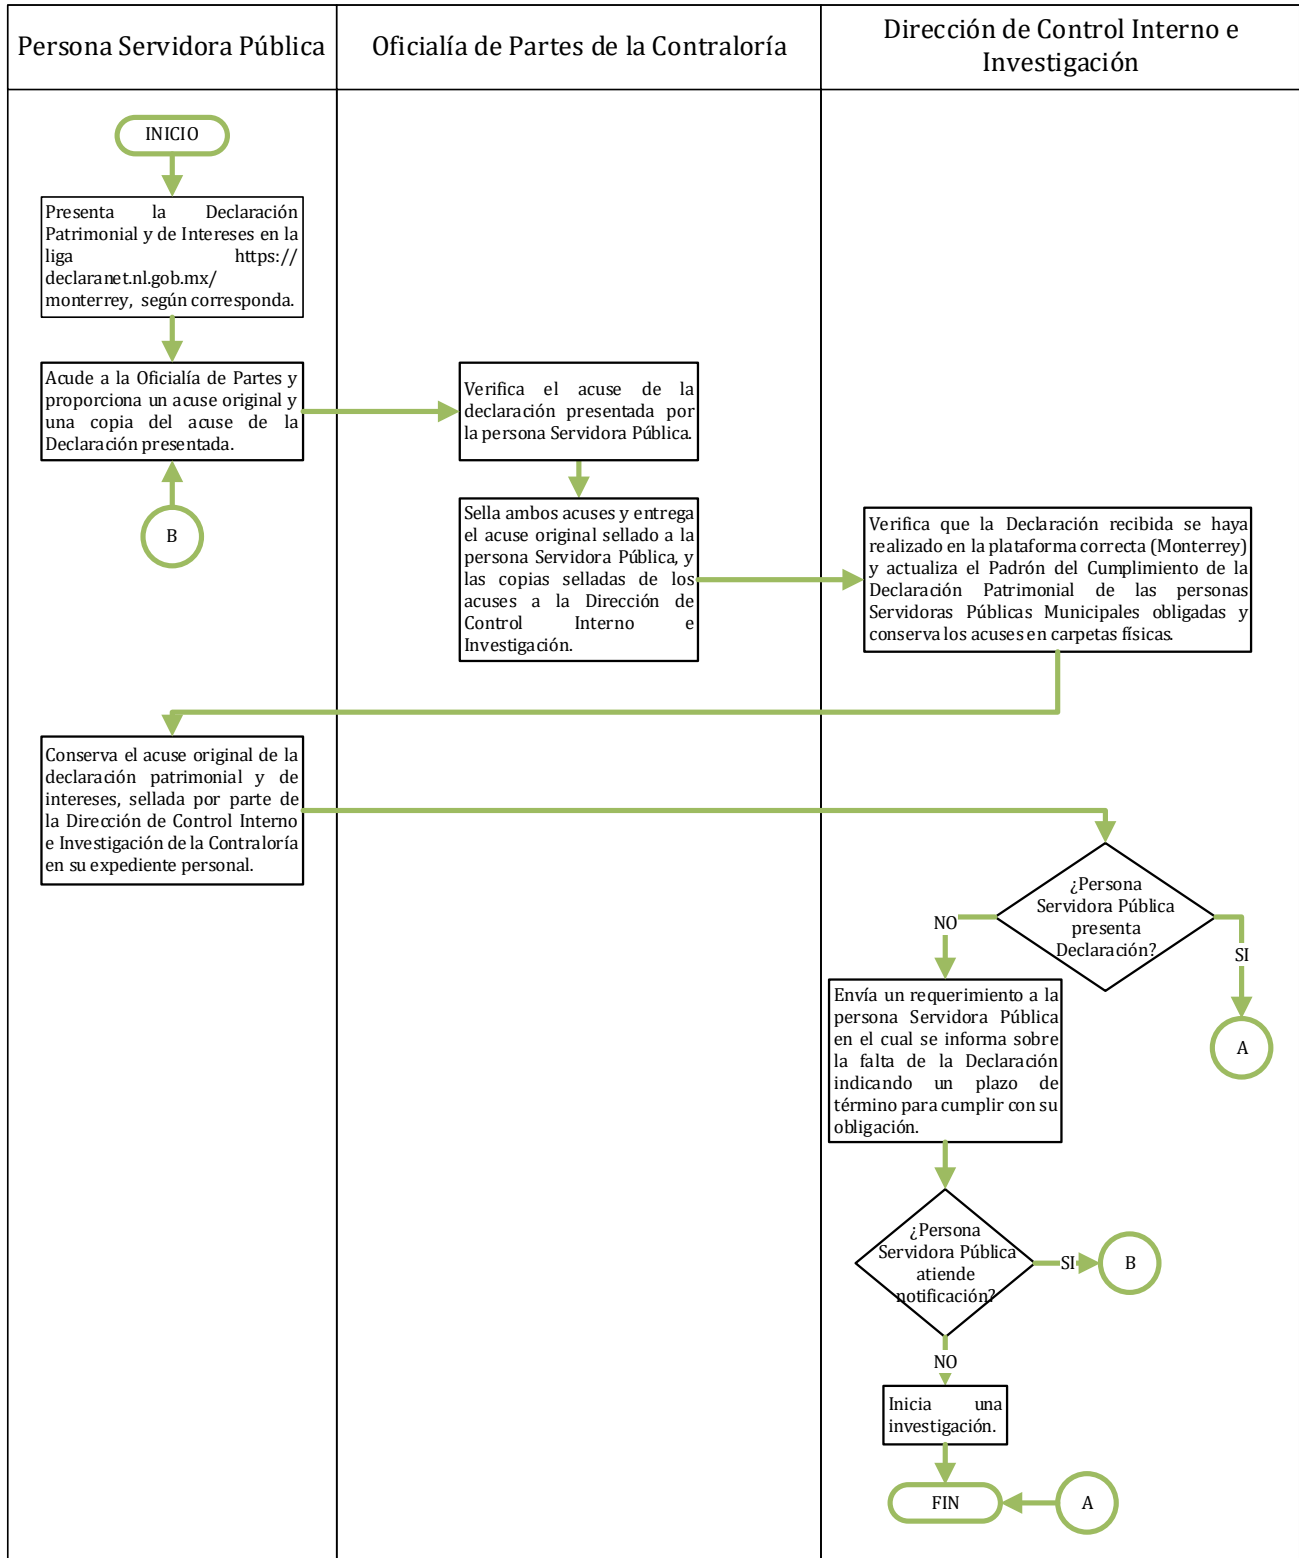 Persona Servidora Pública
Oficialía de Partes de la Contraloría
Dirección de Control Interno e
Investigación
INICIO
Presenta la Declaración
Patrimonial y de Intereses en la
liga https://
declaranet.nl.gob.mx/
monterrey, según corresponda.
Acude a la Oficialía de Partes y
proporciona un acuse original y
una copia del acuse de la
Declaración presentada.
B
Verifica el acuse de la
declaración presentada por
la persona Servidora Pública.
Sella ambos acuses y entrega
el acuse original sellado a la
persona Servidora Pública, y
las copias selladas de los
acuses a la Dirección de
Control Interno e
Investigación.
Verifica que la Declaración recibida se haya
realizado en la plataforma correcta (Monterrey)
y actualiza el Padrón del Cumplimiento de la
Declaración Patrimonial de las personas
Servidoras Públicas Municipales obligadas y
conserva los acuses en carpetas físicas.
Conserva el acuse original de la
declaración patrimonial y de
intereses, sellada por parte de
la Dirección de Control Interno
e Investigación de la Contraloría
en su expediente personal.
¿Persona
Servidora Pública
presenta
Declaración?
NO
SI
A
Envía un requerimiento a la
persona Servidora Pública
en el cual se informa sobre
la falta de la Declaración
indicando un plazo de
término para cumplir con su
obligación.
¿Persona
Servidora Pública
atiende
notificación?
SI
B
NO
Inicia una
investigación.
FIN
A